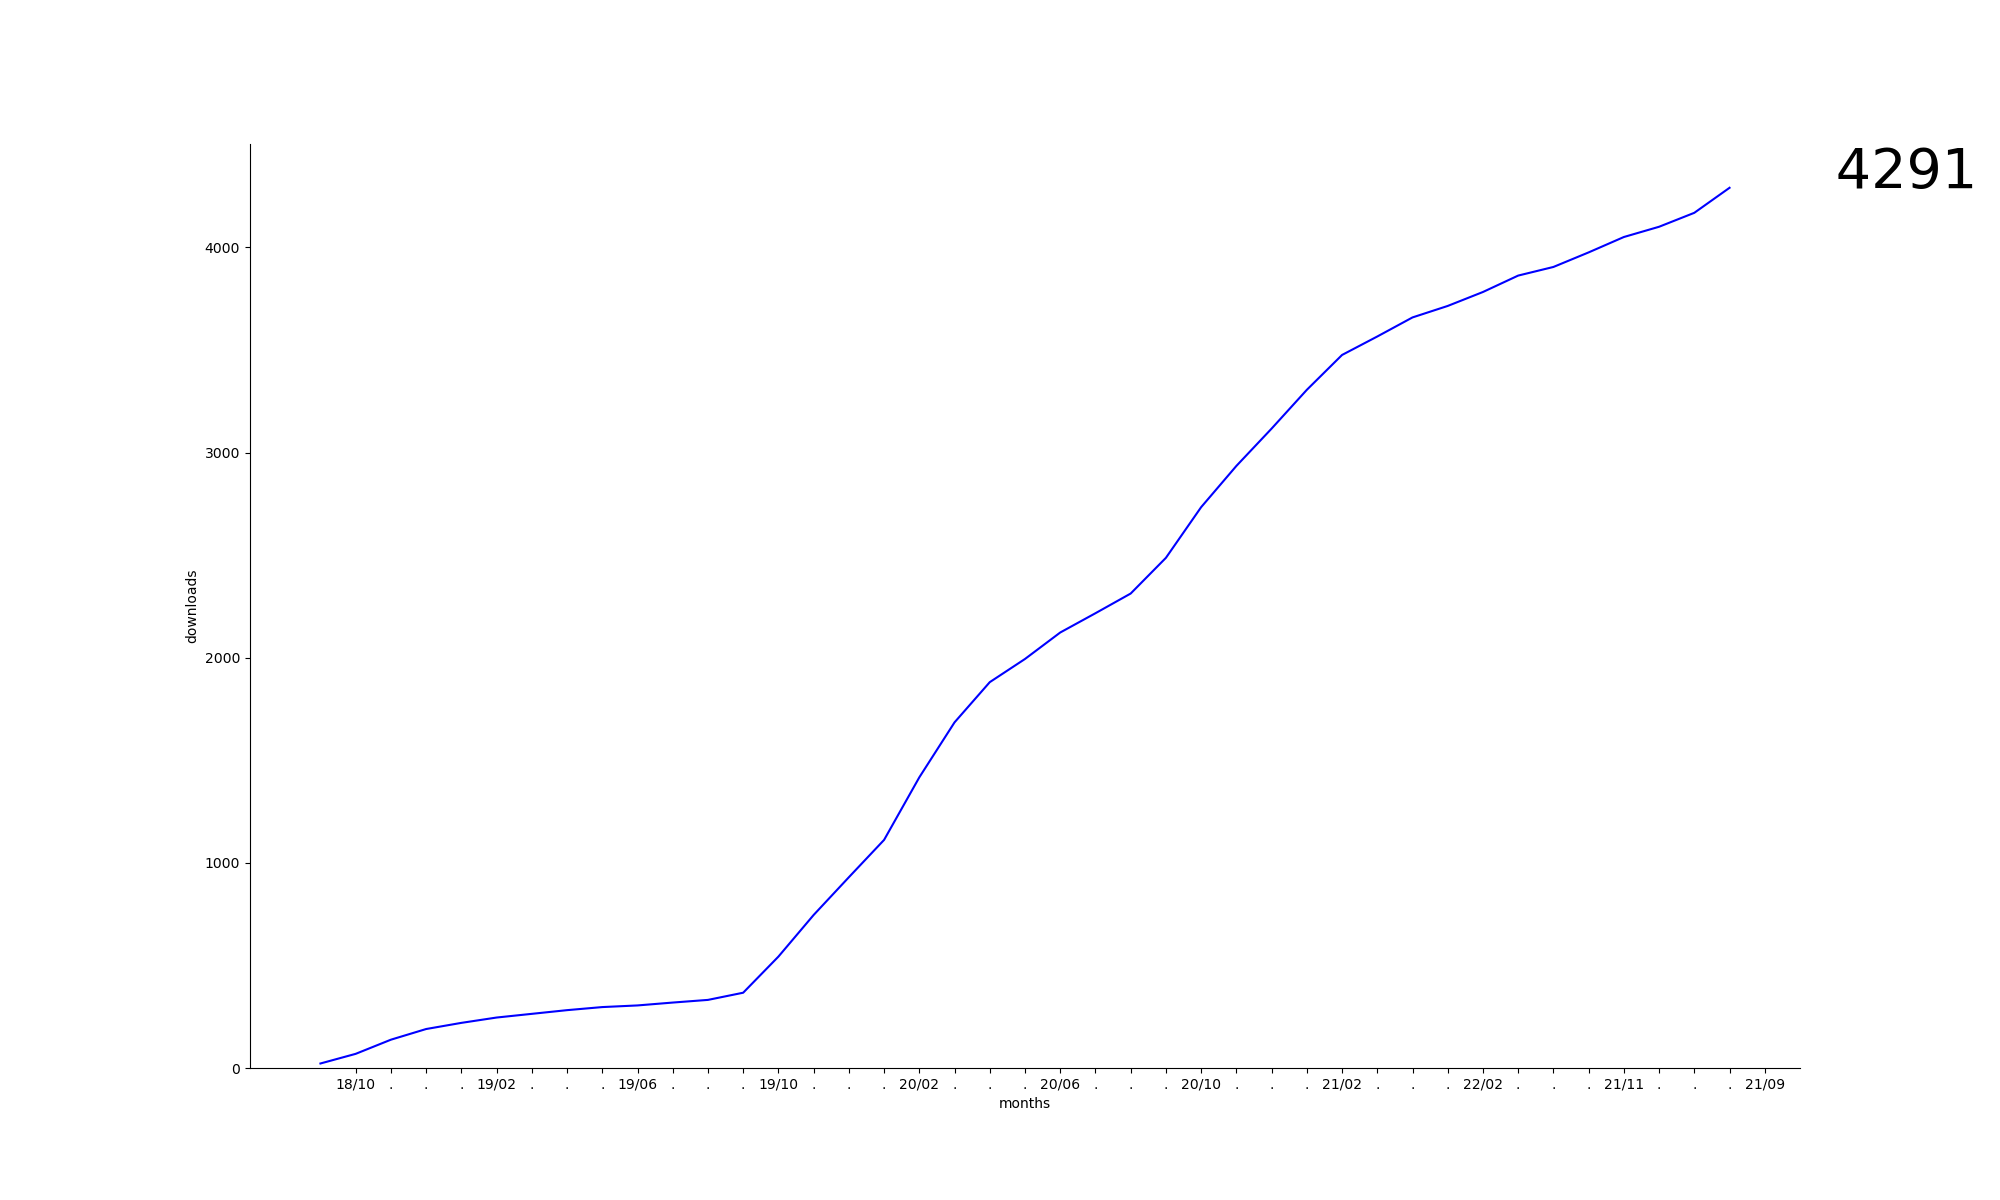 4291
4000
3000
2000
1000
0
downloads
18/10 . . . 19/02 . . . 19/06 . . . 19/10 . . . 20/02 . . . 20/06 . . . 20/10 . . . 21/02 . . . 22/02 . . . 21/11 . . . 21/09
months